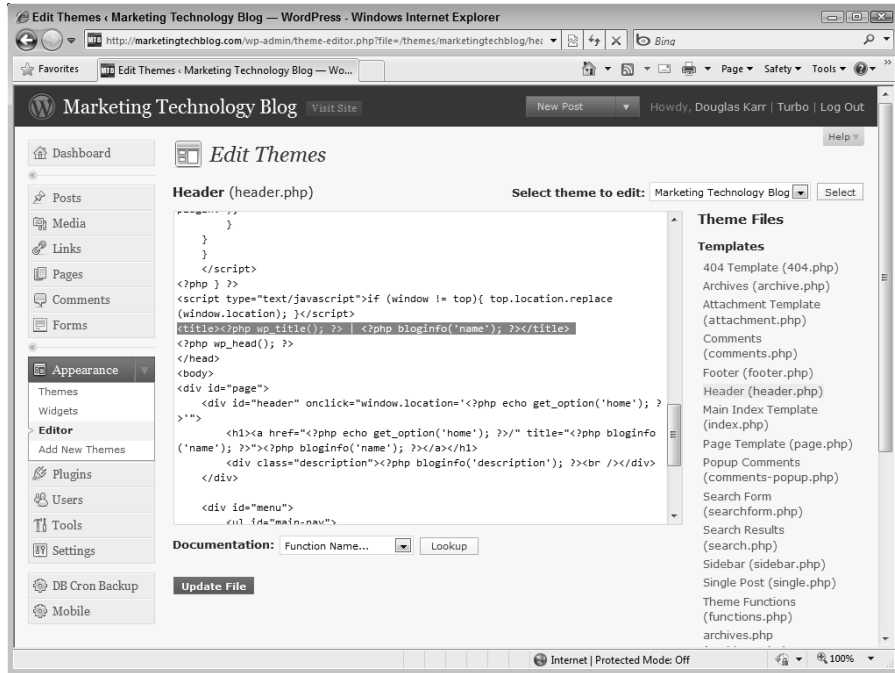 Edit Themes ‹ Marketing Technology Blog — WordPress - Windows Internet Explorer
http://marketingtechblog.com/wp-admin/theme-editor.php?file=/themes/marketingtechblog/hea
Bing
Favorites
Edit Themes ‹ Marketing Technology Blog — Wo...
Page
Safety
Tools
Marketing Technology Blog
Visit Site
New Post
Howdy, Douglas Karr | Turbo | Log Out
Help
Dashboard
Posts
Media
Links
Pages
Comments
Forms
Appearance
Themes
Widgets
Editor
Add New Themes
Plugins
Users
Tools
Settings
DB Cron Backup
Mobile
Edit Themes
Header (header.php)
Select theme to edit: Marketing Technology Blog
Select
}
}
}
</script>
<?php } ?>
<script type="text/javascript">if (window != top){ top.location.replace
(window.location); }</script>
<title><?php wp_title(); ?> | <?php bloginfo('name'); ?></title>
<?php wp_head(); ?>
</head>
<body>
<div id="page">
<div id="header" onclick="window.location='<?php echo get_option('home'); ?
>'">
<h1><a href="<?php echo get_option('home'); ?>/" title="<?php bloginfo
('name'); ?>"><?php bloginfo('name'); ?></a></h1>
<div class="description"><?php bloginfo('description'); ?><br /></div>
</div>
<div id="menu">
<ul id="main-nav">
Documentation: Function Name...
Lookup
Update File
Theme Files
Templates
404 Template (404.php)
Archives (archive.php)
Attachment Template
(attachment.php)
Comments
(comments.php)
Footer (footer.php)
Header (header.php)
Main Index Template
(index.php)
Page Template (page.php)
Popup Comments
(comments-popup.php)
Search Form
(searchform.php)
Search Results
(search.php)
Sidebar (sidebar.php)
Single Post (single.php)
Theme Functions
(functions.php)
archives.php
Internet | Protected Mode: Off
100%